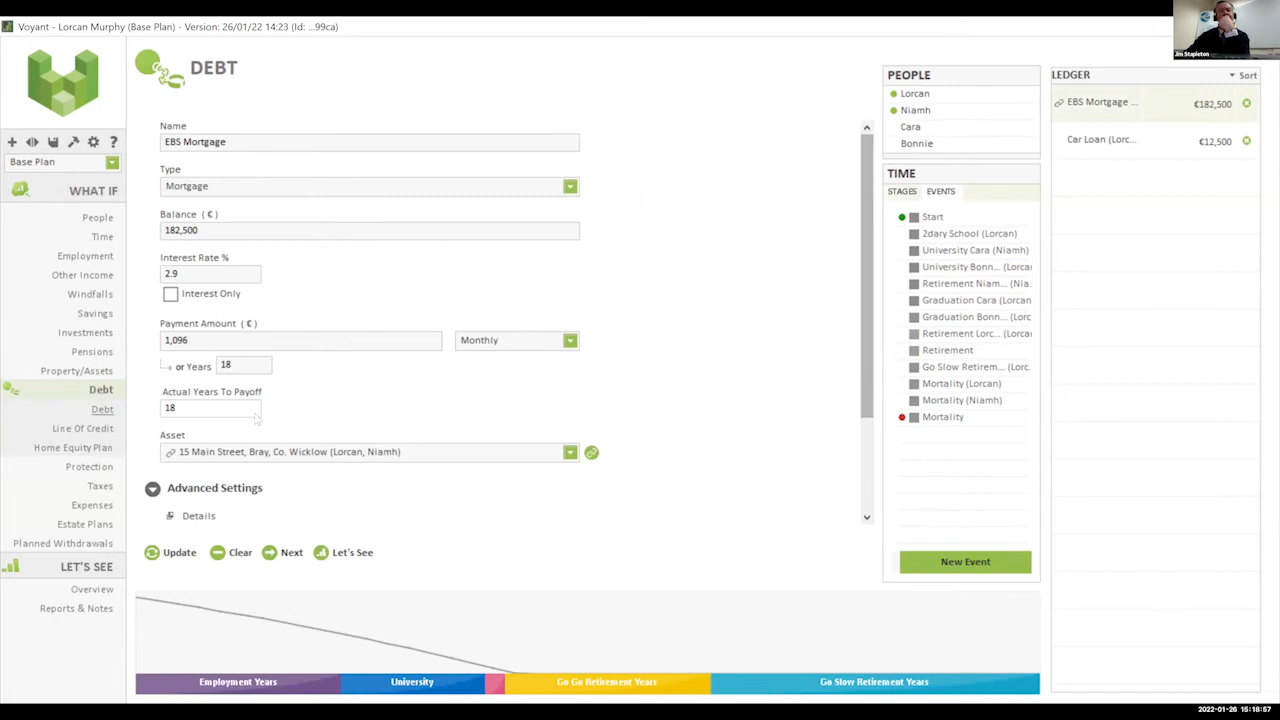 Voyant - Lorcan Murphy (Base Plan) - Version: 26/01/22 14:23 (Id: ...99ca)
Jim Stapleton
?
Base Plan
WHAT IF
People
Time
Employment
Other Income
Windfalls
Savings
Investments
Pensions
Property/Assets
Debt
Debt
Line Of Credit
Home Equity Plan
Protection
Taxes
Expenses
Estate Plans
Planned Withdrawals
LET'S SEE
Overview
Reports & Notes
DEBT
Name
EBS Mortgage
Type
Mortgage
Balance ( € )
182,500
Interest Rate %
2.9
Interest Only
Payment Amount ( € )
1,096 Monthly
or Years 18
Actual Years To Payoff
18
Asset
15 Main Street, Bray, Co. Wicklow (Lorcan, Niamh)
Advanced Settings
Details
Update Clear Next Let's See
Employment Years University Go Go Retirement Years Go Slow Retirement Years
PEOPLE
Lorcan
Niamh
Cara
Bonnie
TIME
STAGES EVENTS
Start
2dary School (Lorcan)
University Cara (Niamh)
University Bonn... (Lorcan
Retirement Niam... (Nia...
Graduation Cara (Lorcan
Graduation Bonn... (Lorc
Retirement Lorc... (Lorcan
Retirement
Go Slow Retirem... (Lorc.
Mortality (Lorcan)
Mortality (Niamh)
Mortality
New Event
LEDGER Sort
EBS Mortgage ... €182,500
Car Loan (Lorc... €12,500
2022-01-26 15:18:57